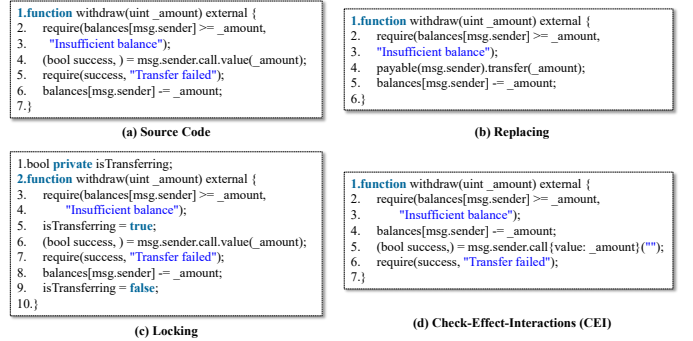 1.function withdraw(uint _amount) external {
2. require(balances[msg.sender] >= _amount,
3. "Insufficient balance");
4. (bool success, ) = msg.sender.call.value(_amount);
5. require(success, "Transfer failed");
6. balances[msg.sender] -= _amount;
7.}
(a) Source Code
1.function withdraw(uint _amount) external {
2. require(balances[msg.sender] >= _amount,
3. "Insufficient balance");
4. payable(msg.sender).transfer(_amount);
5. balances[msg.sender] -= _amount;
6.}
(b) Replacing
1.bool private isTransferring;
2.function withdraw(uint _amount) external {
3. require(balances[msg.sender] >= _amount,
4. "Insufficient balance");
5. isTransferring = true;
6. (bool success, ) = msg.sender.call.value(_amount);
7. require(success, "Transfer failed");
8. balances[msg.sender] -= _amount;
9. isTransferring = false;
10.}
(c) Locking
1.function withdraw(uint _amount) external {
2. require(balances[msg.sender] >= _amount,
3. "Insufficient balance");
4. balances[msg.sender] -= _amount;
5. (bool success,) = msg.sender.call{value: _amount}("");
6. require(success, "Transfer failed");
7.}
(d) Check-Effect-Interactions (CEI)